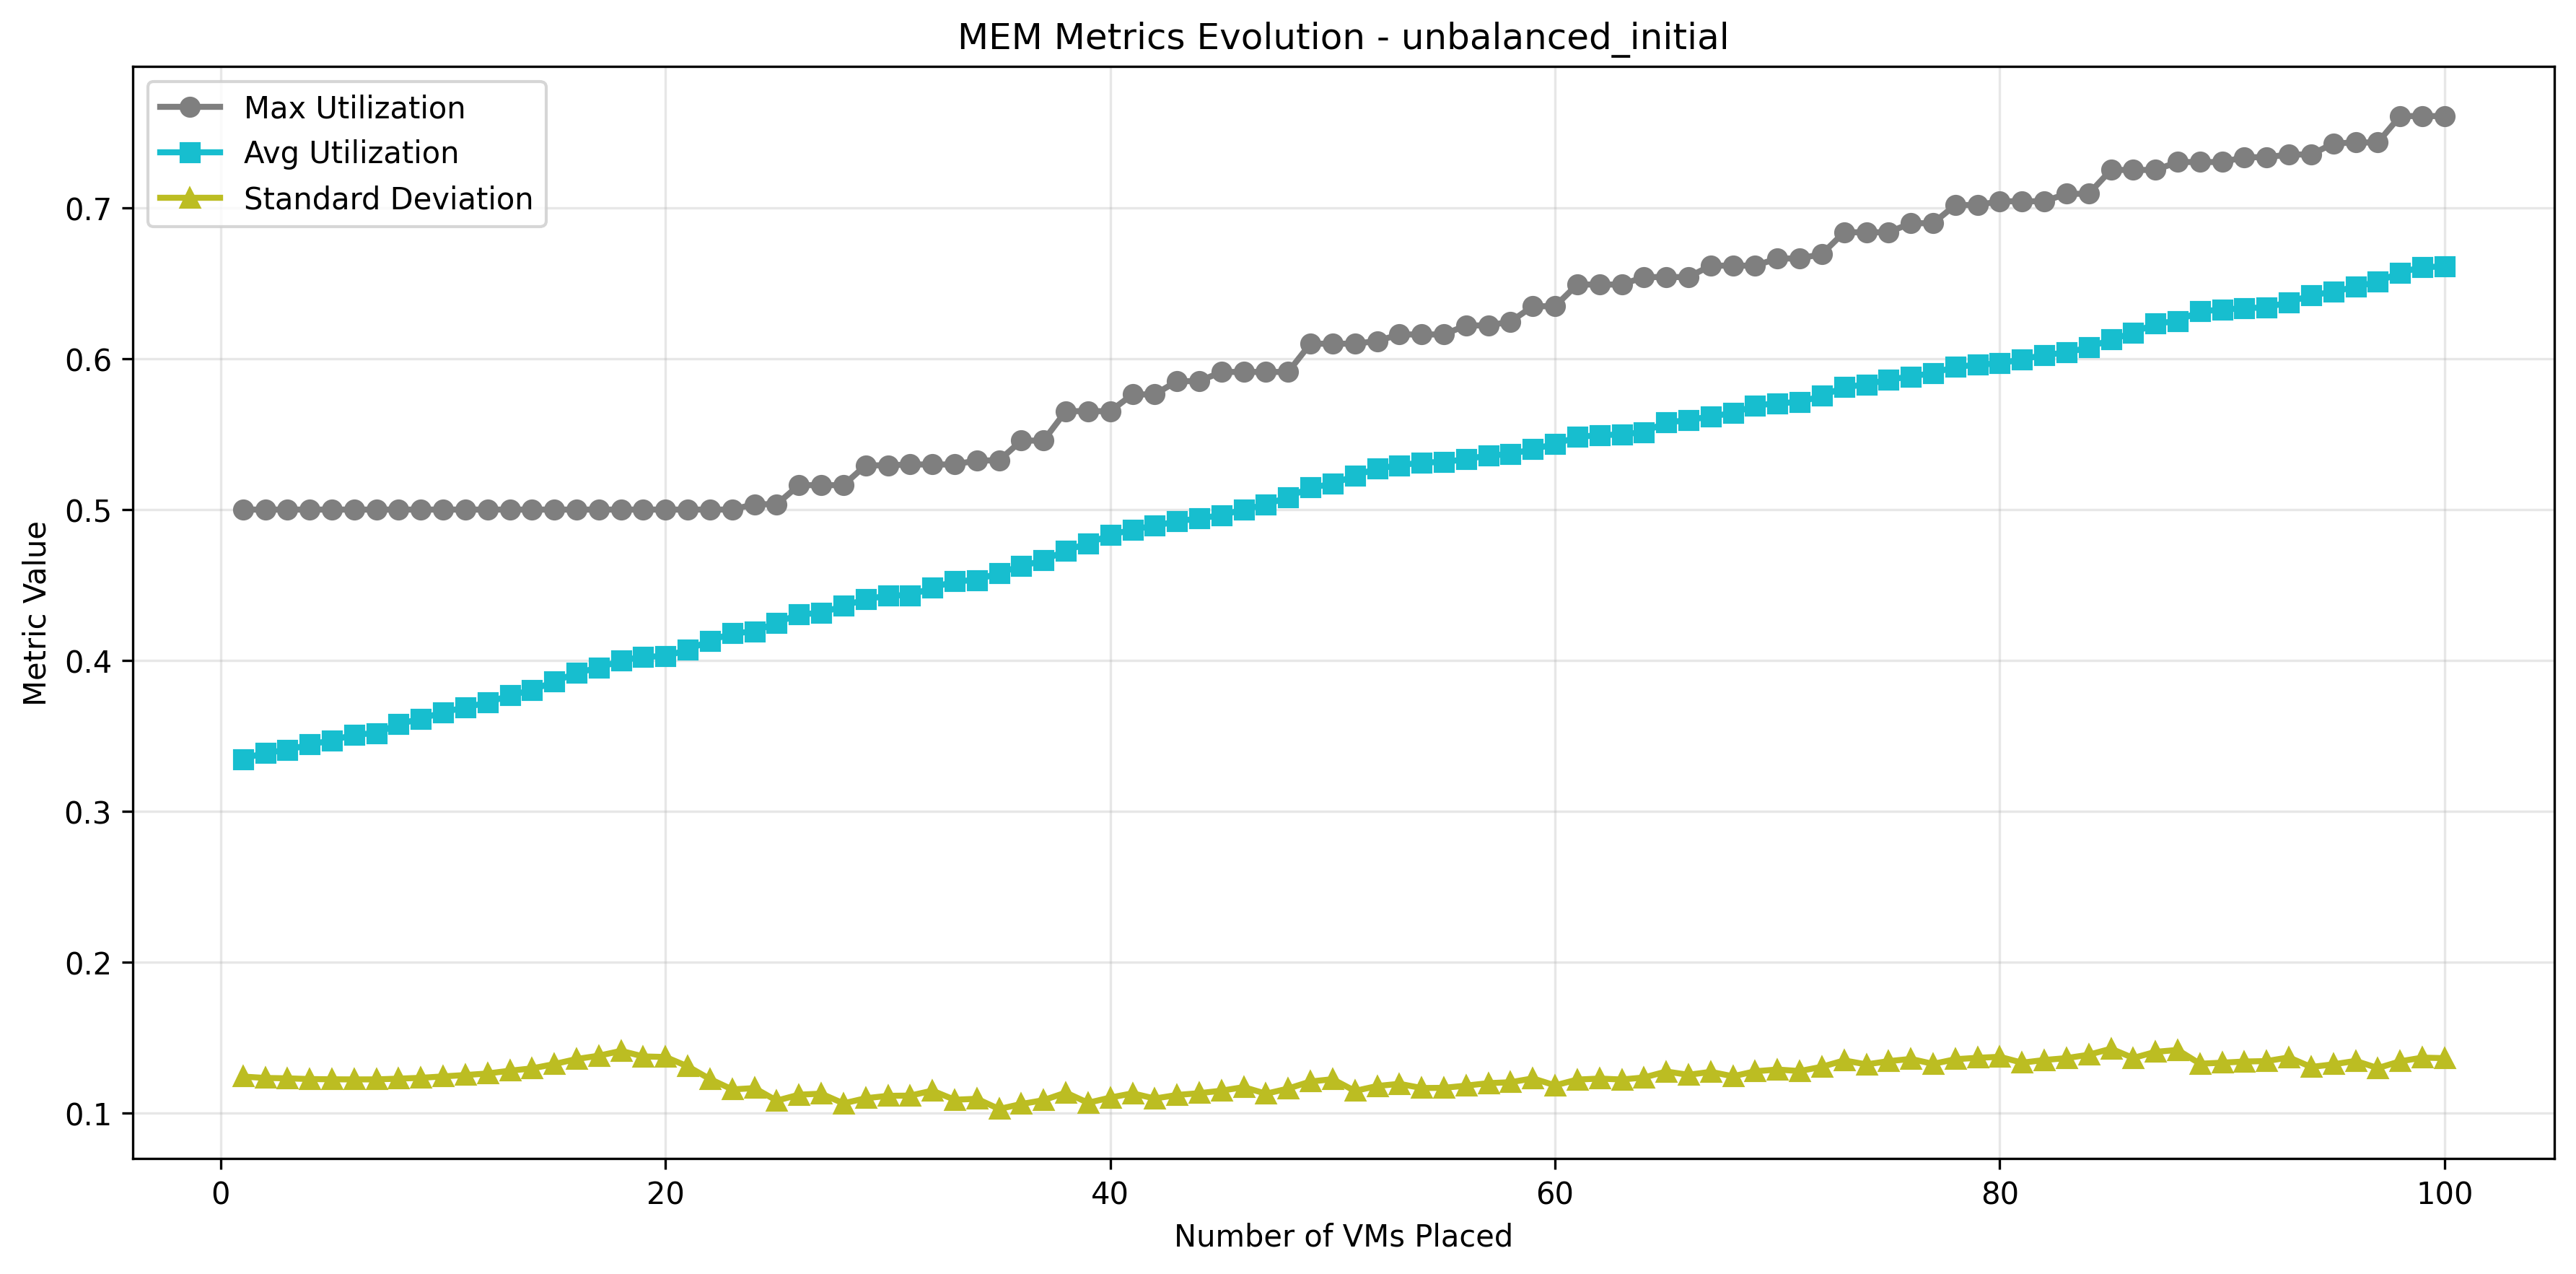 MEM Metrics Evolution - unbalanced_initial
Max Utilization
Avg Utilization
Standard Deviation
0.7
0.6
0.5
0.4
0.3
0.2
0.1
Metric Value
0 20 40 60 80 100
Number of VMs Placed